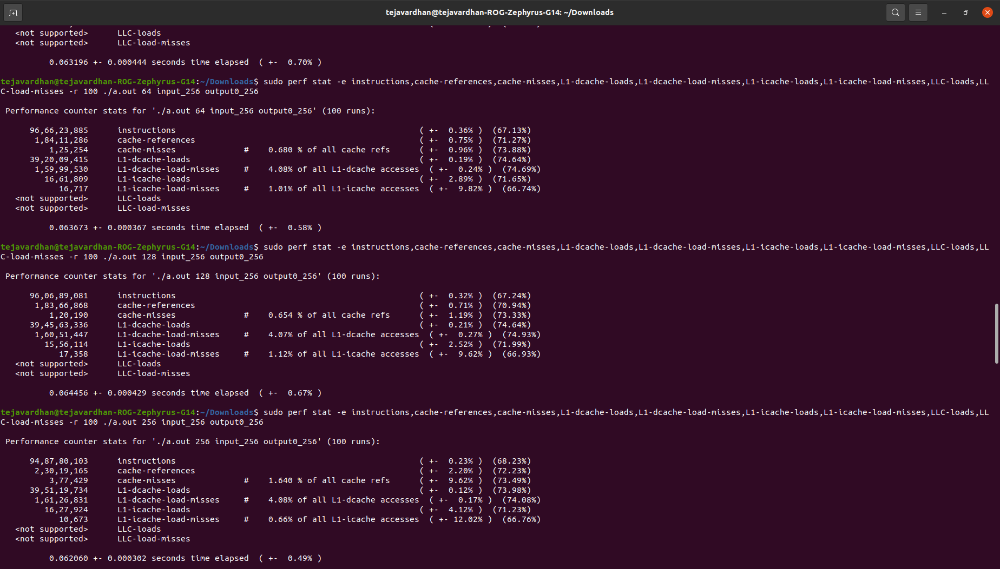 tejavardhan@tejavardhan-ROG-Zephyrus-G14: ~/Downloads
<not supported> LLC-loads
<not supported> LLC-load-misses
0.063196 +- 0.000444 seconds time elapsed ( +- 0.70% )
tejavardhan@tejavardhan-ROG-Zephyrus-G14:~/Downloads$ sudo perf stat -e instructions,cache-references,cache-misses,L1-dcache-loads,L1-dcache-load-misses,L1-icache-loads,L1-icache-load-misses,LLC-loads,LL
C-load-misses -r 100 ./a.out 64 input_256 output0_256
Performance counter stats for './a.out 64 input_256 output0_256' (100 runs):
96,66,23,885 instructions ( +- 0.36% ) (67.13%)
1,84,11,286 cache-references ( +- 0.75% ) (71.27%)
1,25,254 cache-misses # 0.680 % of all cache refs ( +- 0.96% ) (73.88%)
39,20,09,415 L1-dcache-loads ( +- 0.19% ) (74.64%)
1,59,99,530 L1-dcache-load-misses # 4.08% of all L1-dcache accesses ( +- 0.24% ) (74.69%)
16,61,809 L1-icache-loads ( +- 2.89% ) (71.65%)
16,717 L1-icache-load-misses # 1.01% of all L1-icache accesses ( +- 9.82% ) (66.74%)
<not supported> LLC-loads
<not supported> LLC-load-misses
0.063673 +- 0.000367 seconds time elapsed ( +- 0.58% )
tejavardhan@tejavardhan-ROG-Zephyrus-G14:~/Downloads$ sudo perf stat -e instructions,cache-references,cache-misses,L1-dcache-loads,L1-dcache-load-misses,L1-icache-loads,L1-icache-load-misses,LLC-loads,LL
C-load-misses -r 100 ./a.out 128 input_256 output0_256
Performance counter stats for './a.out 128 input_256 output0_256' (100 runs):
96,06,89,081 instructions ( +- 0.32% ) (67.24%)
1,83,66,868 cache-references ( +- 0.71% ) (70.94%)
1,20,190 cache-misses # 0.654 % of all cache refs ( +- 1.19% ) (73.33%)
39,45,63,336 L1-dcache-loads ( +- 0.21% ) (74.64%)
1,60,51,447 L1-dcache-load-misses # 4.07% of all L1-dcache accesses ( +- 0.27% ) (74.93%)
15,56,114 L1-icache-loads ( +- 2.52% ) (71.99%)
17,358 L1-icache-load-misses # 1.12% of all L1-icache accesses ( +- 9.62% ) (66.93%)
<not supported> LLC-loads
<not supported> LLC-load-misses
0.064456 +- 0.000429 seconds time elapsed ( +- 0.67% )
tejavardhan@tejavardhan-ROG-Zephyrus-G14:~/Downloads$ sudo perf stat -e instructions,cache-references,cache-misses,L1-dcache-loads,L1-dcache-load-misses,L1-icache-loads,L1-icache-load-misses,LLC-loads,LL
C-load-misses -r 100 ./a.out 256 input_256 output0_256
Performance counter stats for './a.out 256 input_256 output0_256' (100 runs):
94,87,80,103 instructions ( +- 0.23% ) (68.23%)
2,30,19,165 cache-references ( +- 2.20% ) (72.23%)
3,77,429 cache-misses # 1.640 % of all cache refs ( +- 9.62% ) (73.49%)
39,51,19,734 L1-dcache-loads ( +- 0.12% ) (73.98%)
1,61,26,831 L1-dcache-load-misses # 4.08% of all L1-dcache accesses ( +- 0.17% ) (74.08%)
16,27,924 L1-icache-loads ( +- 4.12% ) (71.23%)
10,673 L1-icache-load-misses # 0.66% of all L1-icache accesses ( +- 12.02% ) (66.76%)
<not supported> LLC-loads
<not supported> LLC-load-misses
0.062060 +- 0.000302 seconds time elapsed ( +- 0.49% )